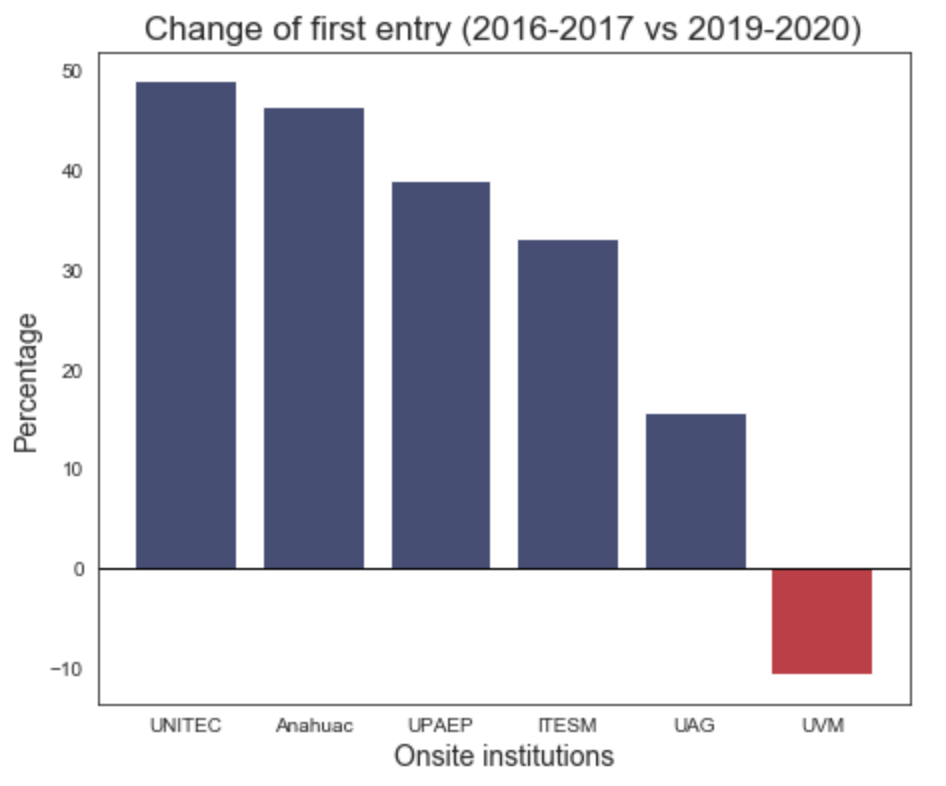 Change of first entry (2016-2017 vs 2019-2020)
50
40
30
20
10
0
−10
Percentage
UNITEC Anahuac UPAEP ITESM UAG UVM
Onsite institutions